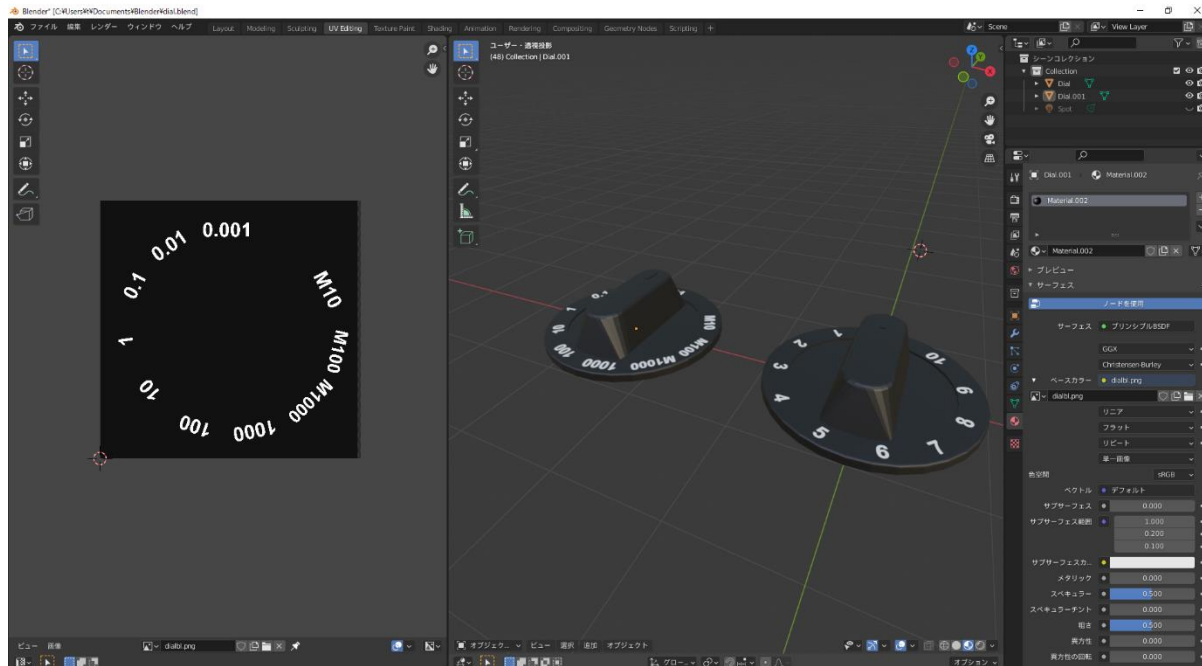 Blender* [C:¥Users¥t¥Documents¥Blender¥dial.blend]
ファイル 編集 レンダー ウィンドウ ヘルプ Layout Modeling Sculpting UV Editing Texture Paint Shading Animation Rendering Compositing Geometry Nodes Scripting + Scene View Layer
ユーザー・透視投影
(48) Collection | Dial.001
シーンコレクション
Collection
Dial
Dial.001
Spot
0.001
0.01
0.1
1
10
100
1000
M1000
M100
M10
1
10
100
1000
M1000
M100
M10
1
2
3
4
5
6
7
8
9
10
Dial.001 Material.002
Material.002
Material.002
プレビュー
サーフェス
ノードを使用
サーフェス プリンシプルBSDF
GGX
Christensen-Burley
ベースカラー dialbl.png
dialbl.png
リニア
フラット
リピート
単一画像
色空間 sRGB
ベクトル デフォルト
サブサーフェス 0.000
サブサーフェス範囲 1.000
0.200
0.100
サブサーフェスカ...
メタリック 0.000
スペキュラー 0.500
スペキュラーチント 0.000
粗さ 0.500
異方性 0.000
異方性の回転 0.000
ビュー 画像 dialbl.png
オブジェク... ビュー 選択 追加 オブジェクト
グロー...
オプション